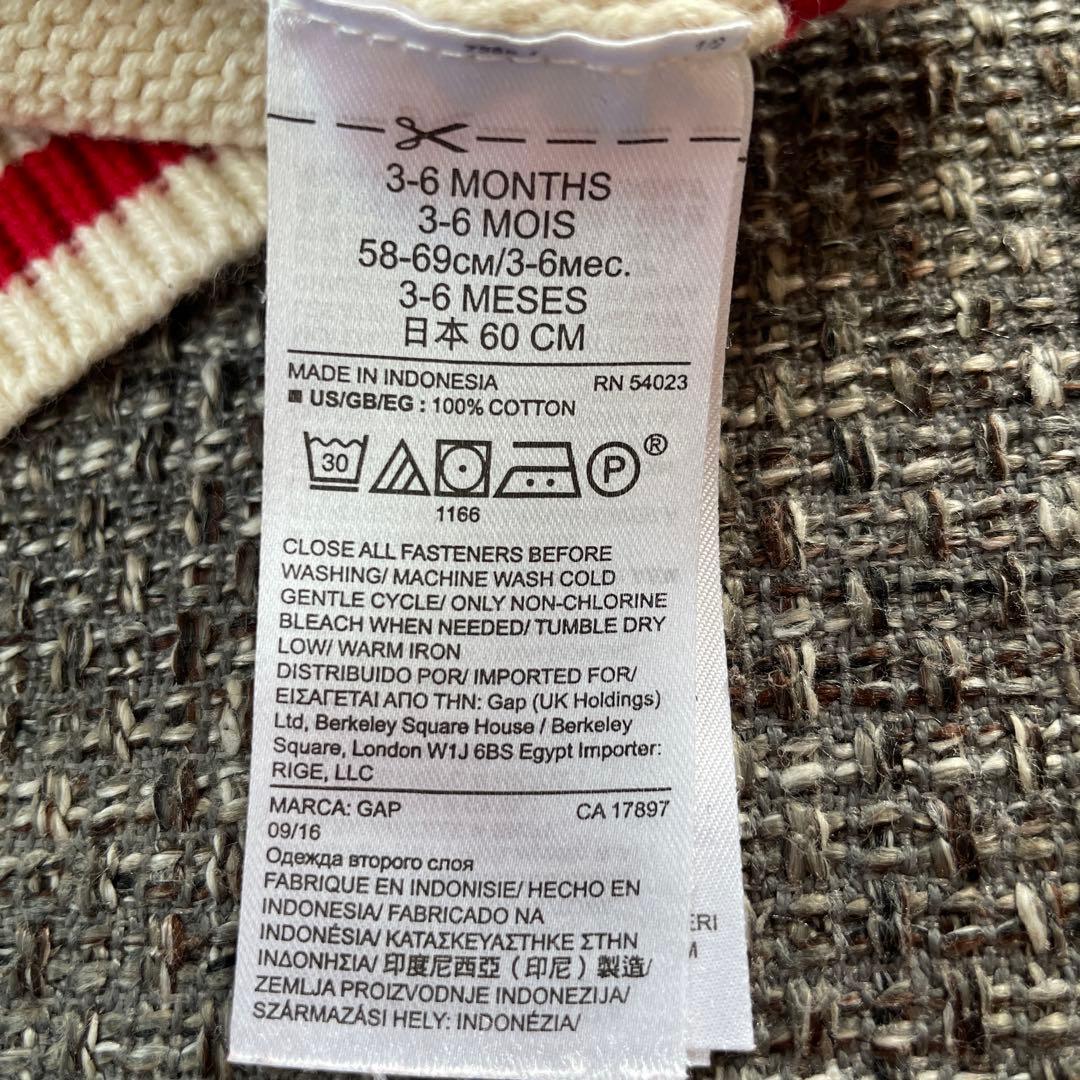 3-6 MONTHS
3-6 MOIS
58-69см/3-6мес.
3-6 MESES
日本 60 CM
MADE IN INDONESIA RN 54023
US/GB/EG : 100% COTTON
30 P ®
1166
CLOSE ALL FASTENERS BEFORE
WASHING/ MACHINE WASH COLD
GENTLE CYCLE/ ONLY NON-CHLORINE
BLEACH WHEN NEEDED/ TUMBLE DRY
LOW/ WARM IRON
DISTRIBUIDO POR/ IMPORTED FOR/
ΕΙΣΑΓΕΤΑΙ ΑΠΟ ΤΗΝ: Gap (UK Holdings)
Ltd, Berkeley Square House / Berkeley
Square, London W1J 6BS Egypt Importer:
RIGE, LLC
MARCA: GAP CA 17897
09/16
Одежда второго слоя
FABRIQUE EN INDONISIE/ HECHO EN
INDONESIA/ FABRICADO NA
INDONÉSIA/ ΚΑΤΑΣΚΕΥΑΣΤΗΚΕ ΣΤΗΝ
ΙΝΔΟΝΗΣΙΑ/ 印度尼西亞（印尼）製造/
ZEMLJA PROIZVODNJE INDONEZIJA/
SZÁRMAZÁSI HELY: INDONÉZIA/